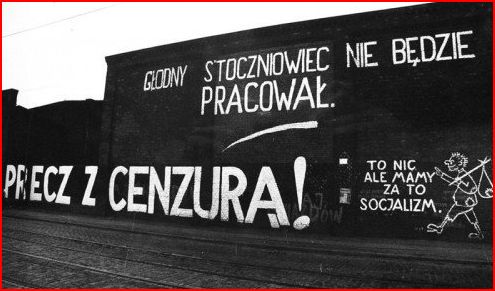 GŁODNY STOCZNIOWIEC NIE BĘDZIE
PRACOWAŁ.
PRECZ Z CENZURĄ!
TO NIC
ALE MAMY
ZA TO
SOCJALIZM.